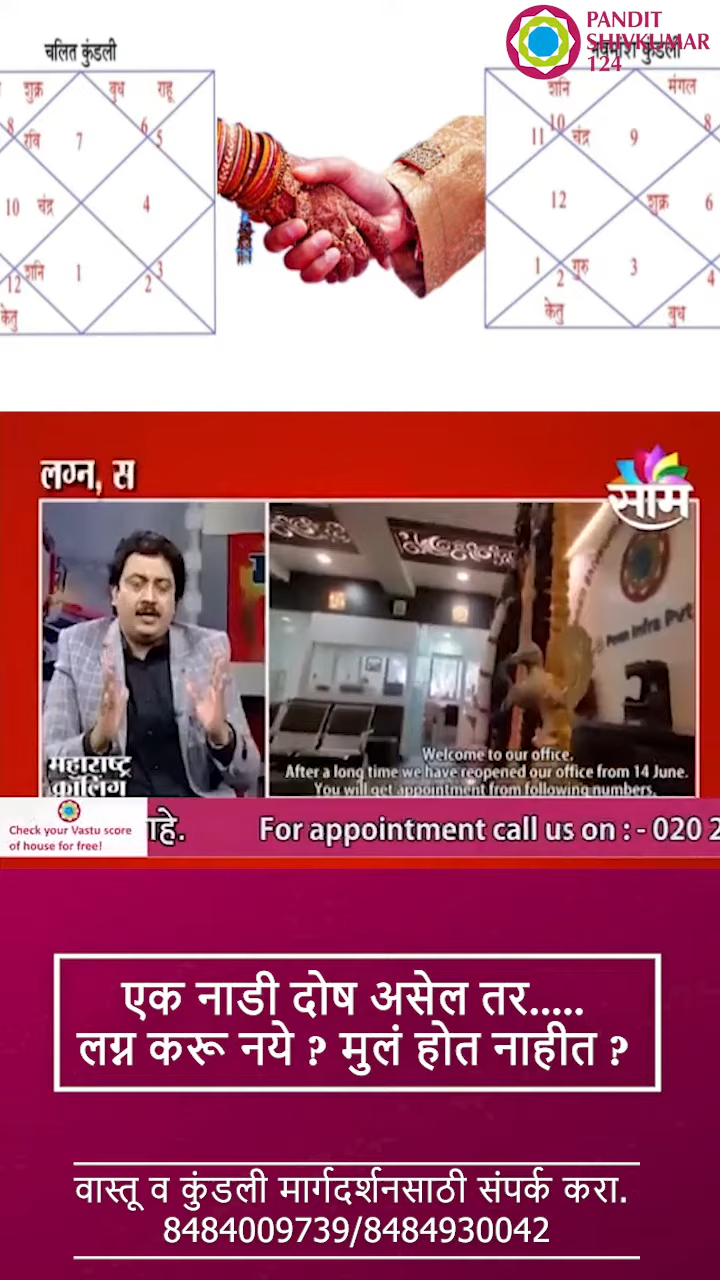 PANDIT
SHIVKUMAR
124
चलित कुंडली
शुक्र बुध राहू
8 रवि 7 6 5
10 चंद्र 4
12 शनि 1 2 3
केतु
शनि मंगल
11 10 चंद्र 9 8
12 शुक्र 6
1 2 गुरु 3 4
केतु बुध
लग्न, स
साम
Infra Pvt
महाराष्ट्र
कॉलिंग
Welcome to our office.
After a long time we have reopened our office from 14 June.
You will get appointment from following numbers.
Check your Vastu score
of house for free!
हे. For appointment call us on : - 020 2
एक नाडी दोष असेल तर.....
लग्न करू नये ? मुलं होत नाहीत ?
वास्तू व कुंडली मार्गदर्शनसाठी संपर्क करा.
8484009739/8484930042